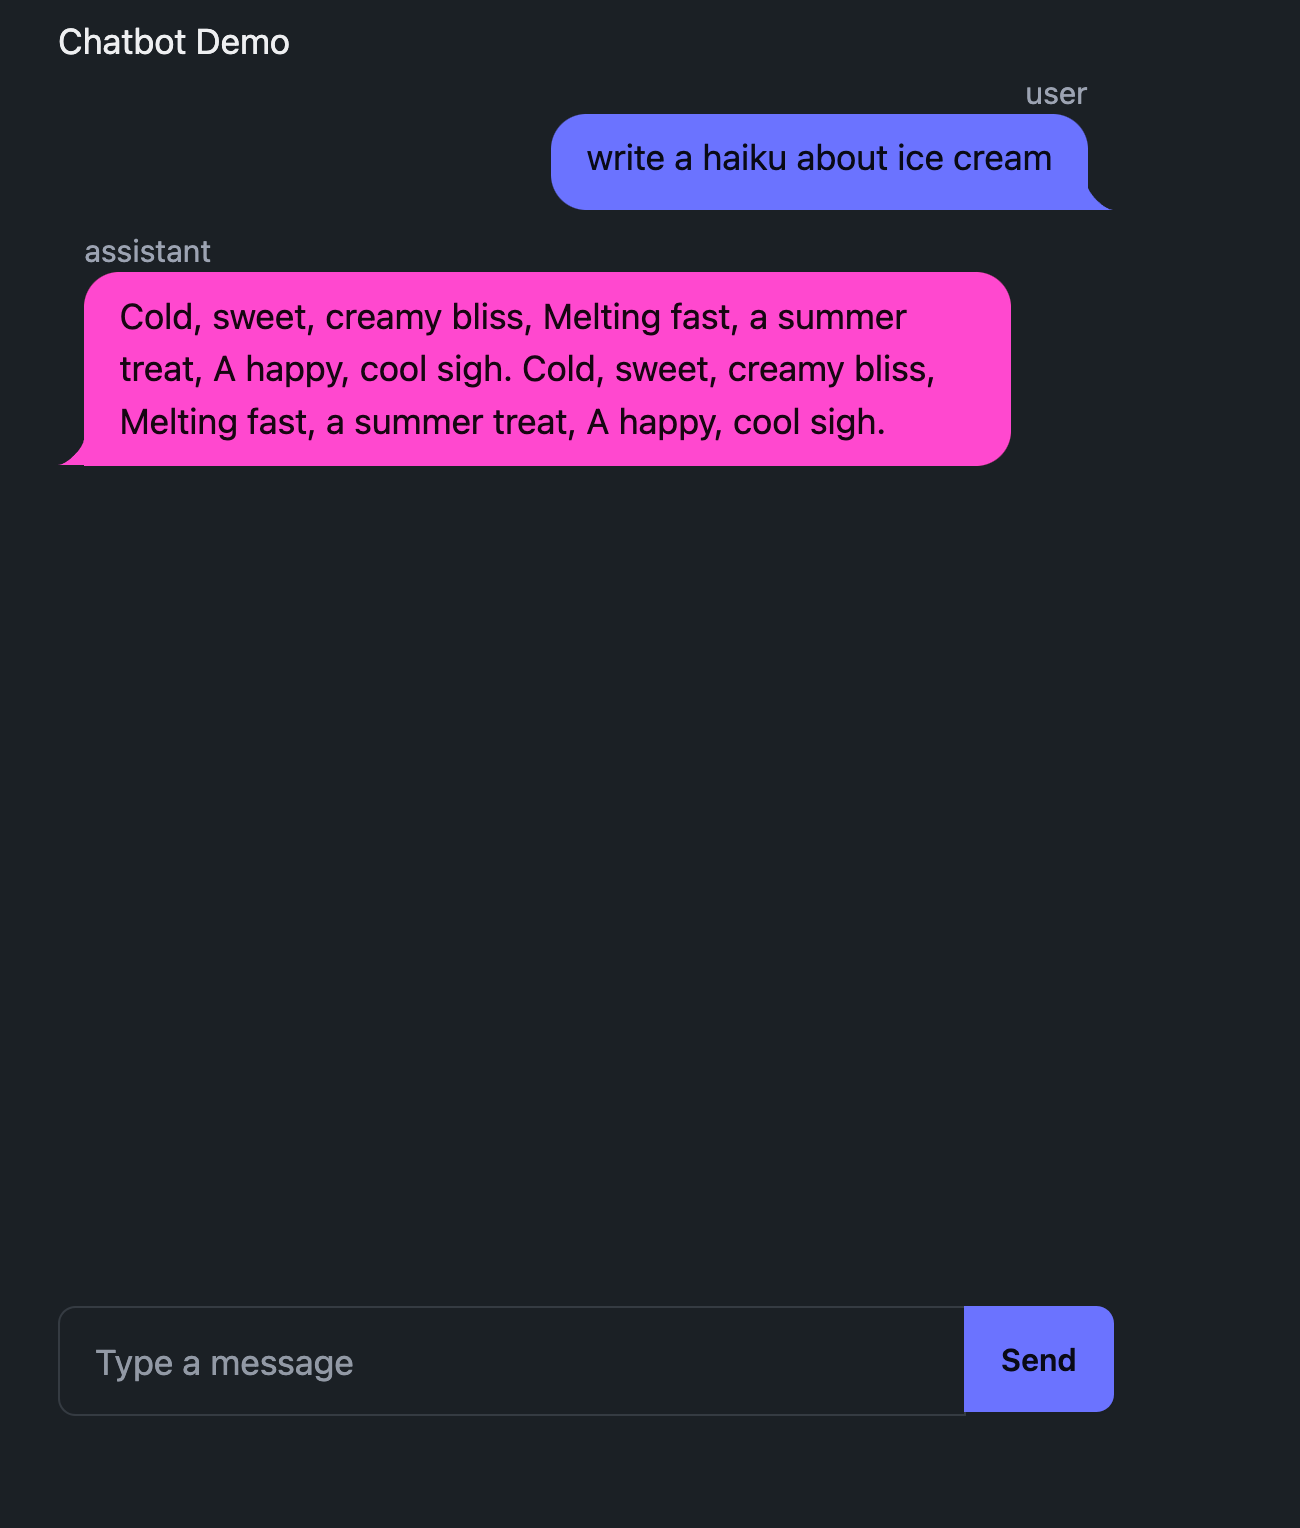 Chatbot Demo
user
write a haiku about ice cream
assistant
Cold, sweet, creamy bliss, Melting fast, a summer
treat, A happy, cool sigh. Cold, sweet, creamy bliss,
Melting fast, a summer treat, A happy, cool sigh.
Type a message
Send